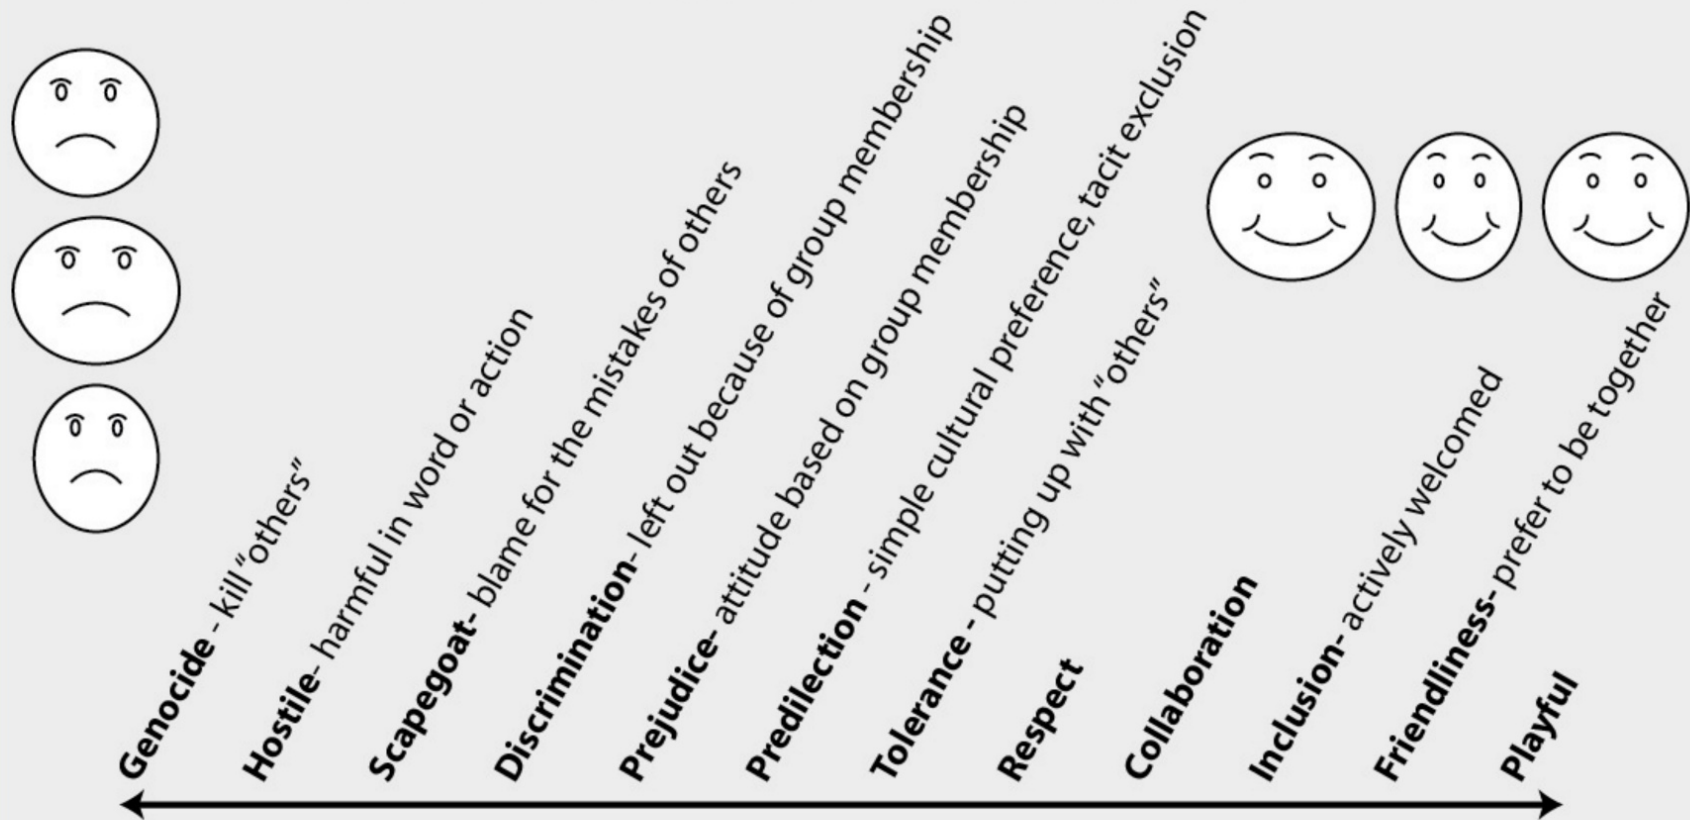 Genocide - kill "others"
Hostile- harmful in word or action
Scapegoat- blame for the mistakes of others
Discrimination- left out because of group membership
Prejudice- attitude based on group membership
Predilection - simple cultural preference, tacit exclusion
Tolerance - putting up with "others"
Respect
Collaboration
Inclusion- actively welcomed
Friendliness- prefer to be together
Playful